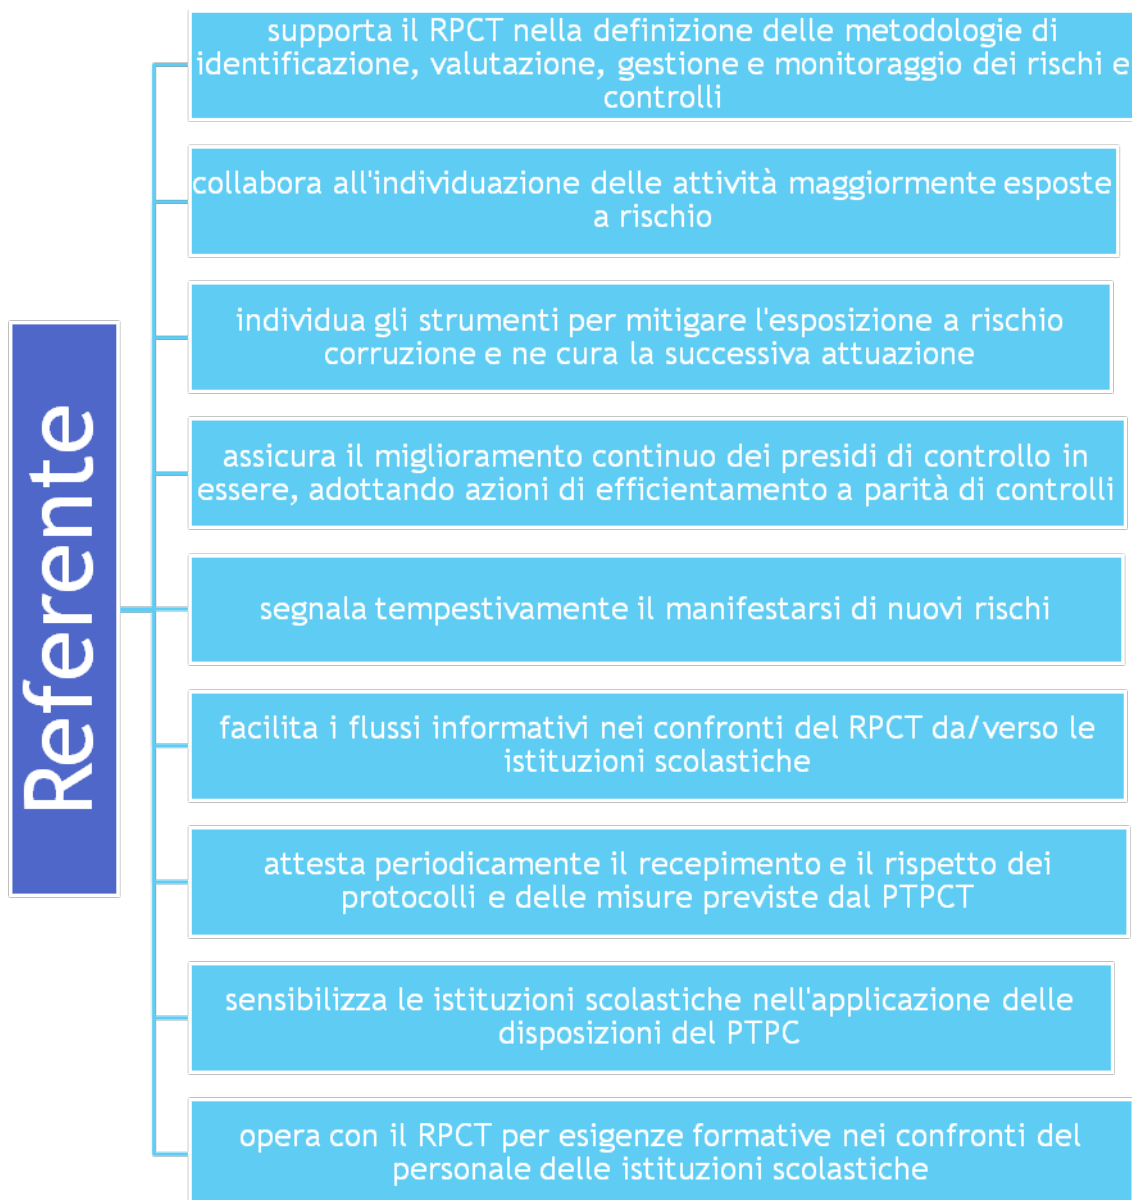 Referente
supporta il RPCT nella definizione delle metodologie di
identificazione, valutazione, gestione e monitoraggio dei rischi e
controlli
collabora all'individuazione delle attività maggiormente esposte
a rischio
individua gli strumenti per mitigare l'esposizione a rischio
corruzione e ne cura la successiva attuazione
assicura il miglioramento continuo dei presidi di controllo in
essere, adottando azioni di efficientamento a parità di controlli
segnala tempestivamente il manifestarsi di nuovi rischi
facilita i flussi informativi nei confronti del RPCT da/verso le
istituzioni scolastiche
attesta periodicamente il recepimento e il rispetto dei
protocolli e delle misure previste dal PTPCT
sensibilizza le istituzioni scolastiche nell'applicazione delle
disposizioni del PTPC
opera con il RPCT per esigenze formative nei confronti del
personale delle istituzioni scolastiche